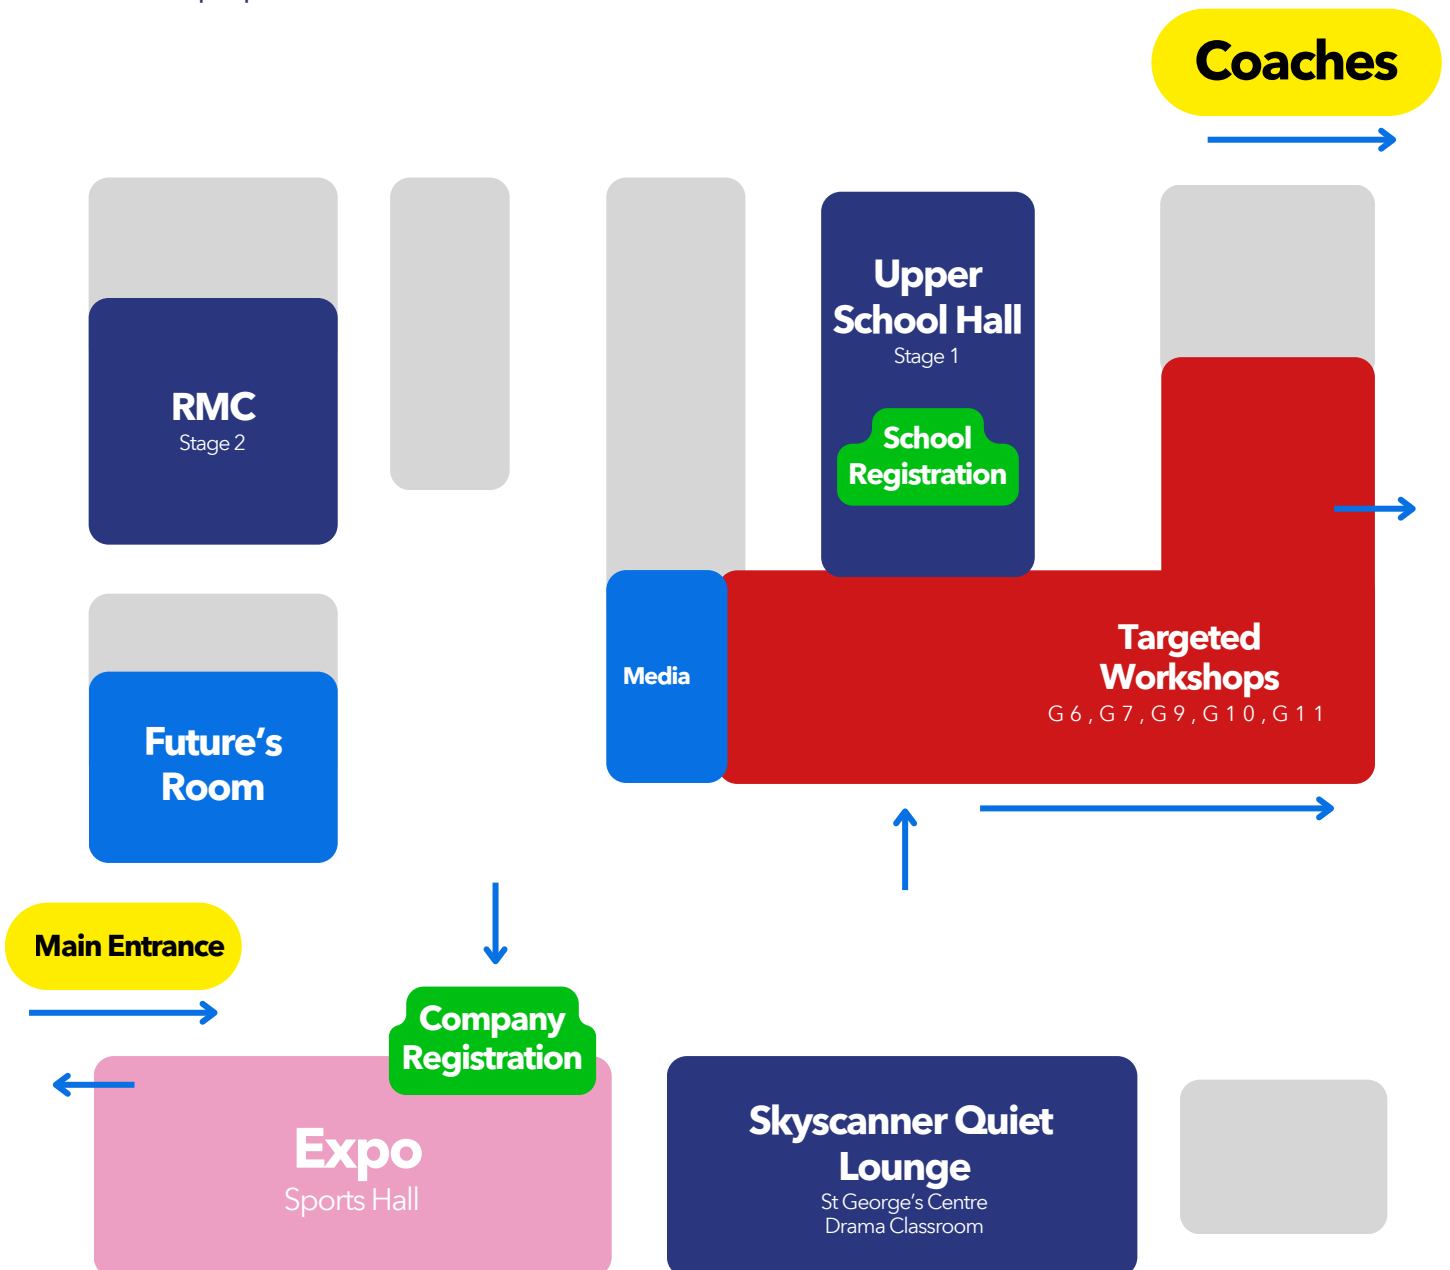 Coaches
Upper
School Hall
Stage 1
School
Registration
RMC
Stage 2
Targeted
Workshops
G6,G7,G9,G10,G11
Media
Future's
Room
Main Entrance
Company
Registration
Expo
Sports Hall
Skyscanner Quiet
Lounge
St George's Centre
Drama Classroom